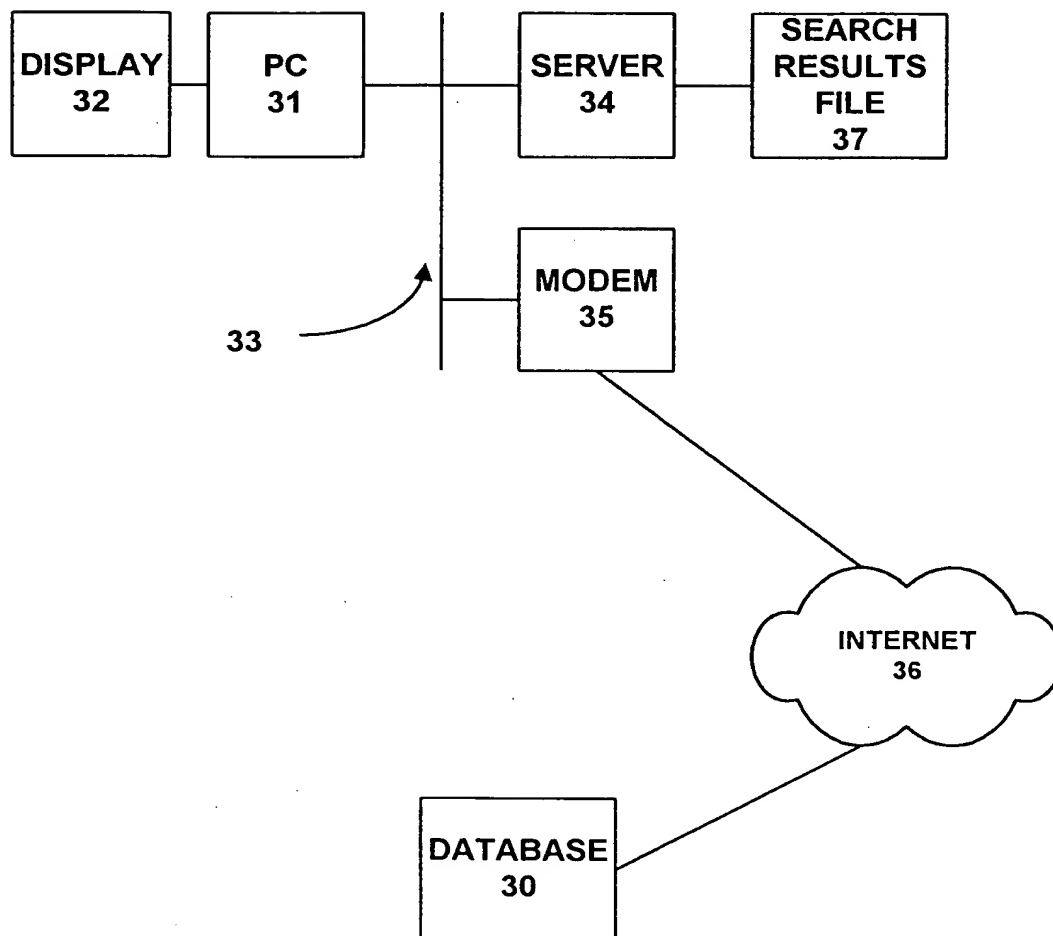 DISPLAY
32
PC
31
SERVER
34
SEARCH
RESULTS
FILE
37
MODEM
35
33
INTERNET
36
DATABASE
30